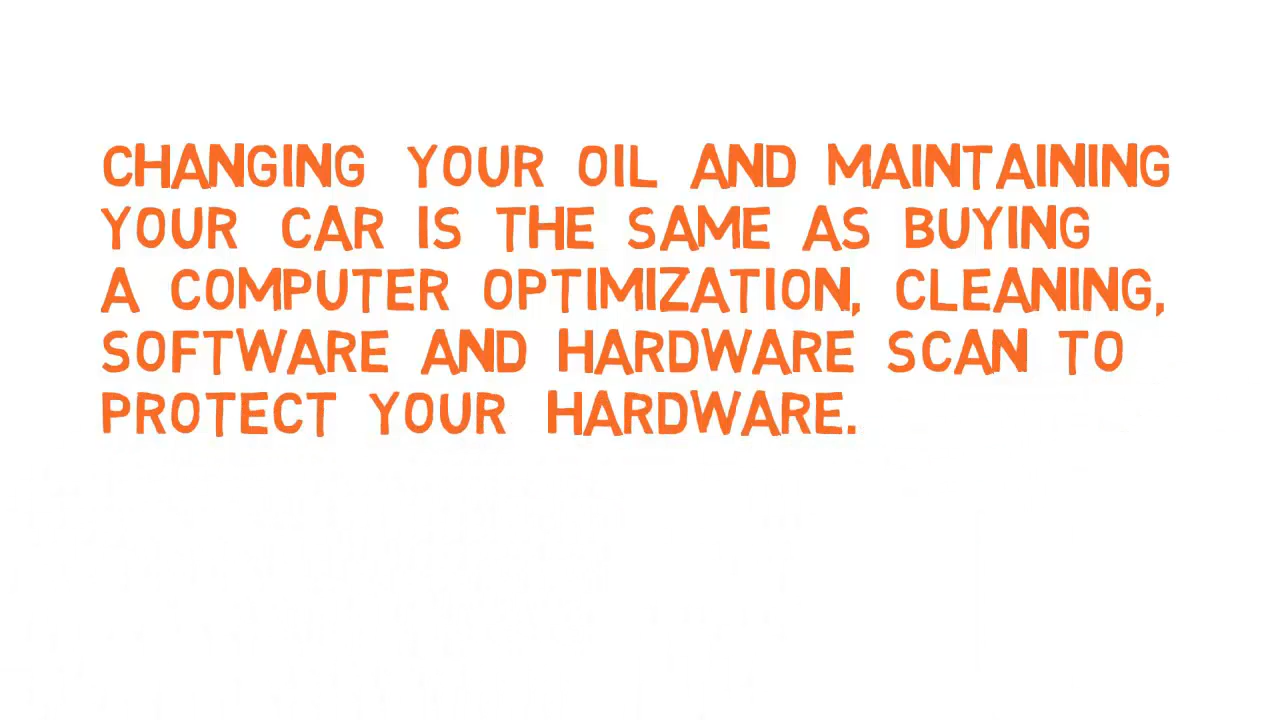 CHANGING YOUR OIL AND MAINTAINING
YOUR CAR IS THE SAME AS BUYING
A COMPUTER OPTIMIZATION, CLEANING,
SOFTWARE AND HARDWARE SCAN TO
PROTECT YOUR HARDWARE.